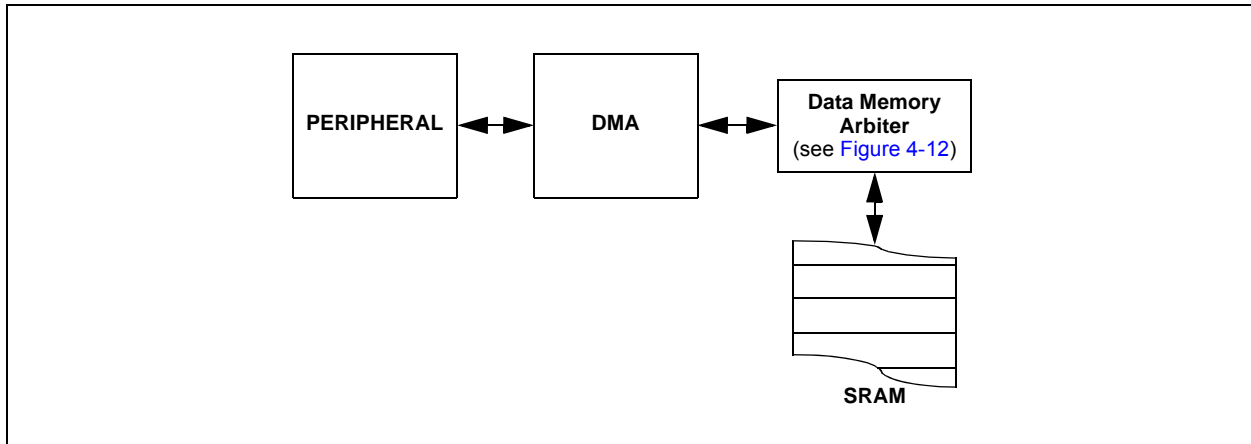 PERIPHERAL
DMA
Data Memory
Arbiter
(see Figure 4-12)
SRAM